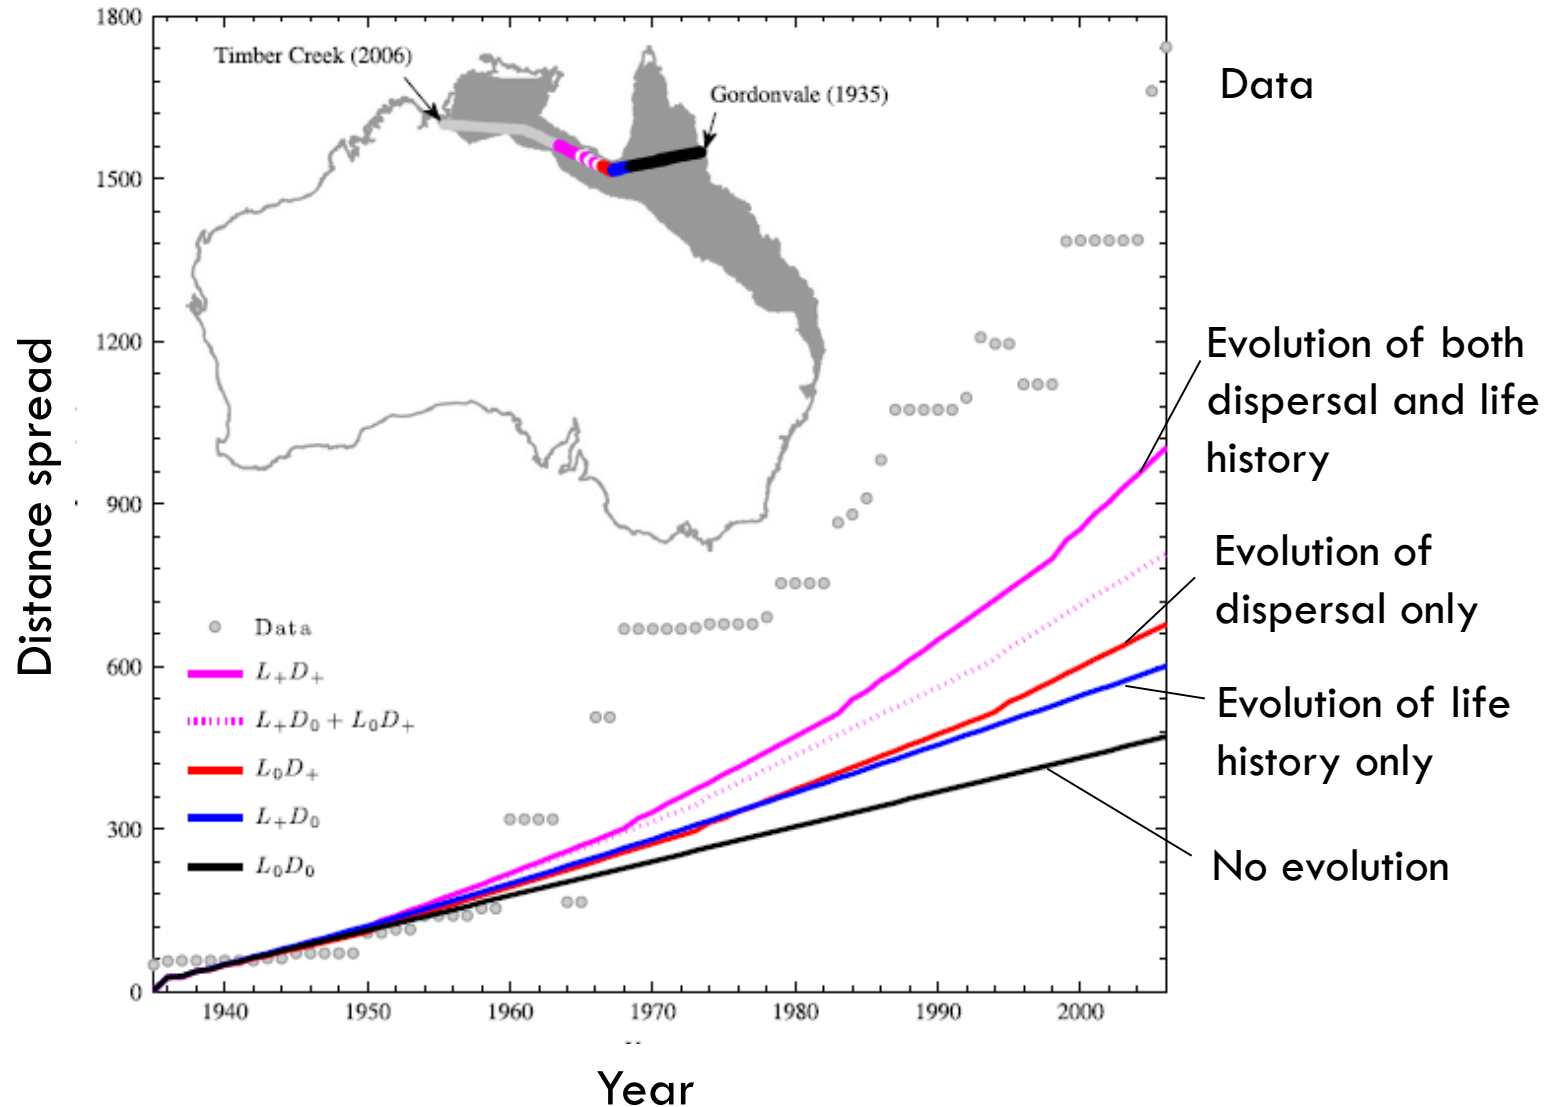 1800
1500
1200
900
600
300
0
Distance spread
Timber Creek (2006)
Gordonvale (1935)
Data
L₊D₊
L₊D₀ + L₀D₊
L₀D₊
L₊D₀
L₀D₀
1940 1950 1960 1970 1980 1990 2000
Year
Data
Evolution of both
dispersal and life
history
Evolution of
dispersal only
Evolution of life
history only
No evolution